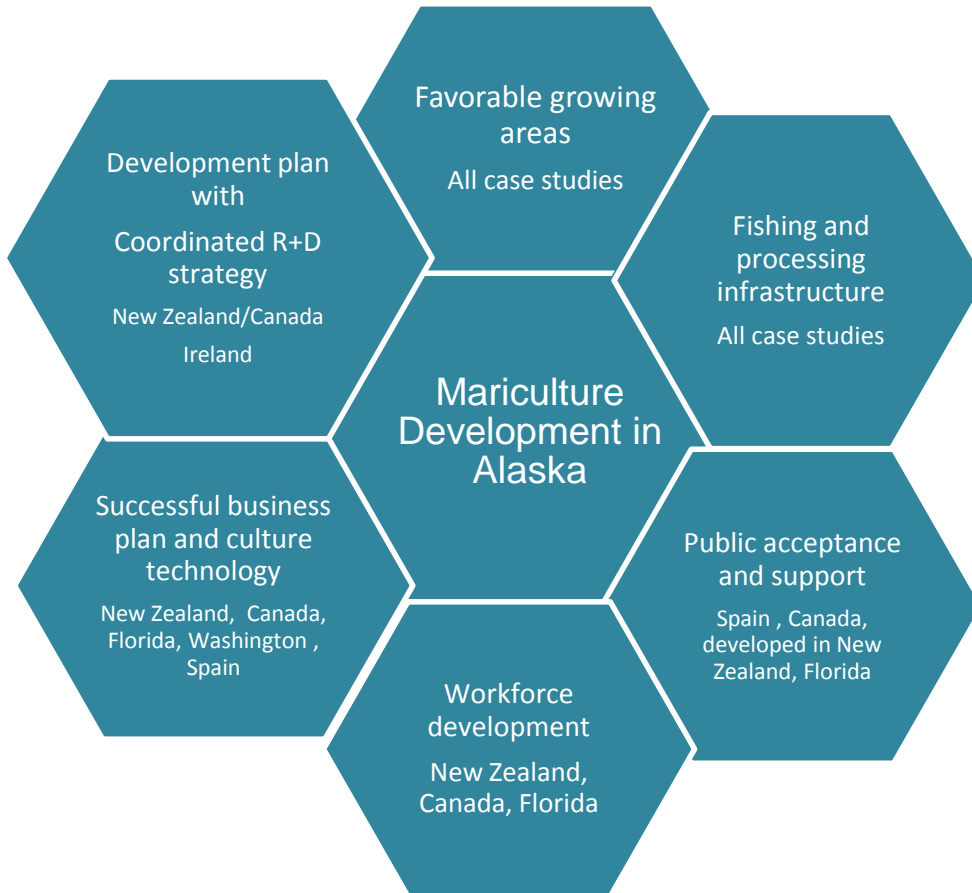 Favorable growing
areas
All case studies
Development plan
with
Coordinated R+D
strategy
New Zealand/Canada
Ireland
Fishing and
processing
infrastructure
All case studies
Mariculture
Development in
Alaska
Successful business
plan and culture
technology
New Zealand,  Canada,
Florida, Washington ,
Spain
Public acceptance
and support
Spain , Canada,
developed in New
Zealand, Florida
Workforce
development
New Zealand,
Canada, Florida